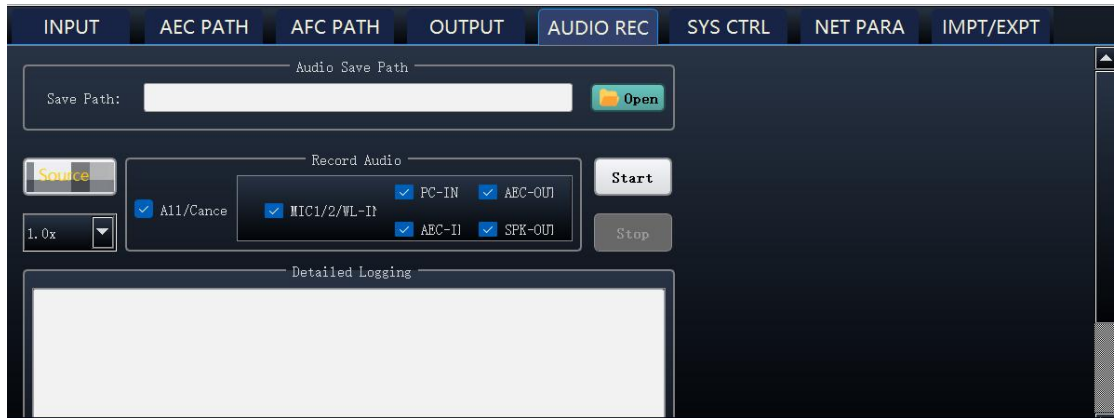 INPUT AEC PATH AFC PATH OUTPUT AUDIO REC SYS CTRL NET PARA IMPT/EXPT
Audio Save Path
Save Path: Open
Source
Record Audio
Start
All/Cance
MIC1/2/WL-IN
PC-IN AEC-OUT
AEC-II SPK-OUT
1.0x
Stop
Detailed Logging